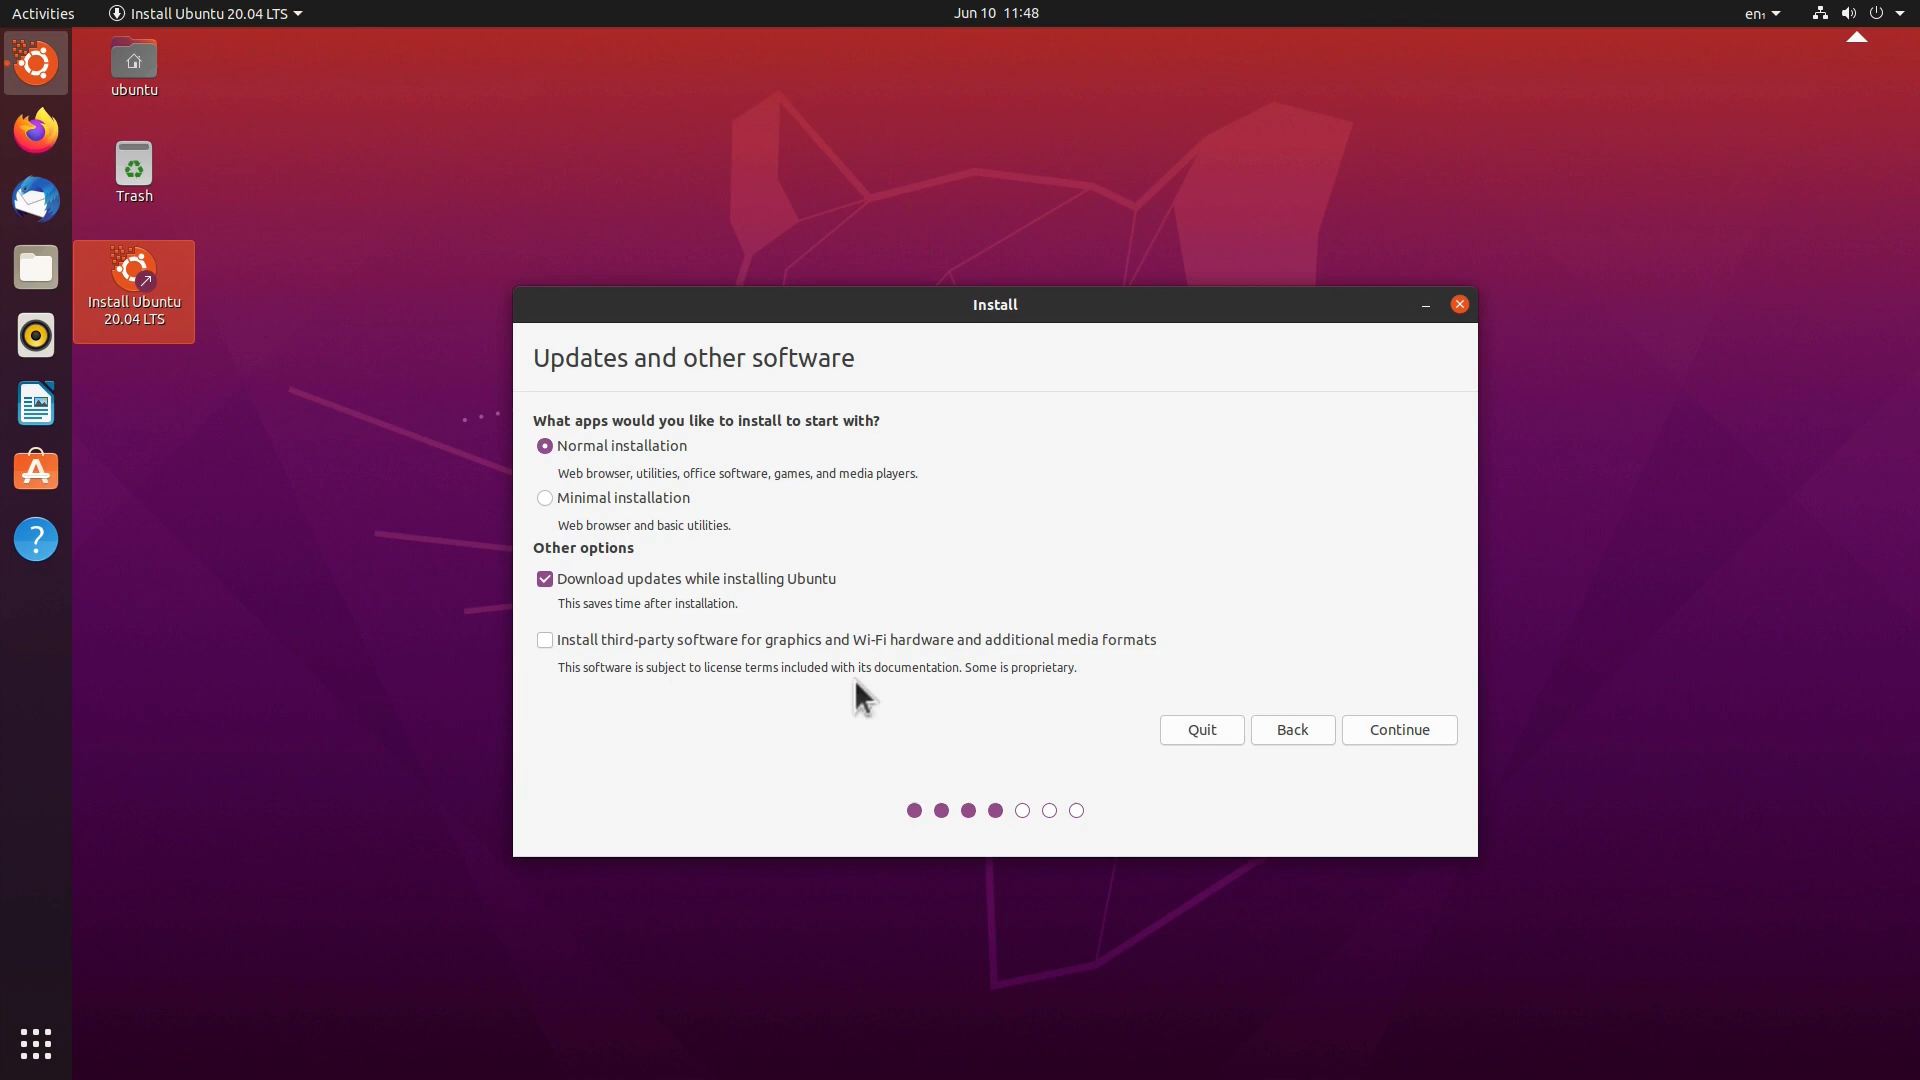 Activities
Install Ubuntu 20.04 LTS
Jun 10 11:48
en₁
ubuntu
Trash
Install Ubuntu
20.04 LTS
Install
Updates and other software
What apps would you like to install to start with?
Normal installation
Web browser, utilities, office software, games, and media players.
Minimal installation
Web browser and basic utilities.
Other options
Download updates while installing Ubuntu
This saves time after installation.
Install third-party software for graphics and Wi-Fi hardware and additional media formats
This software is subject to license terms included with its documentation. Some is proprietary.
Quit
Back
Continue